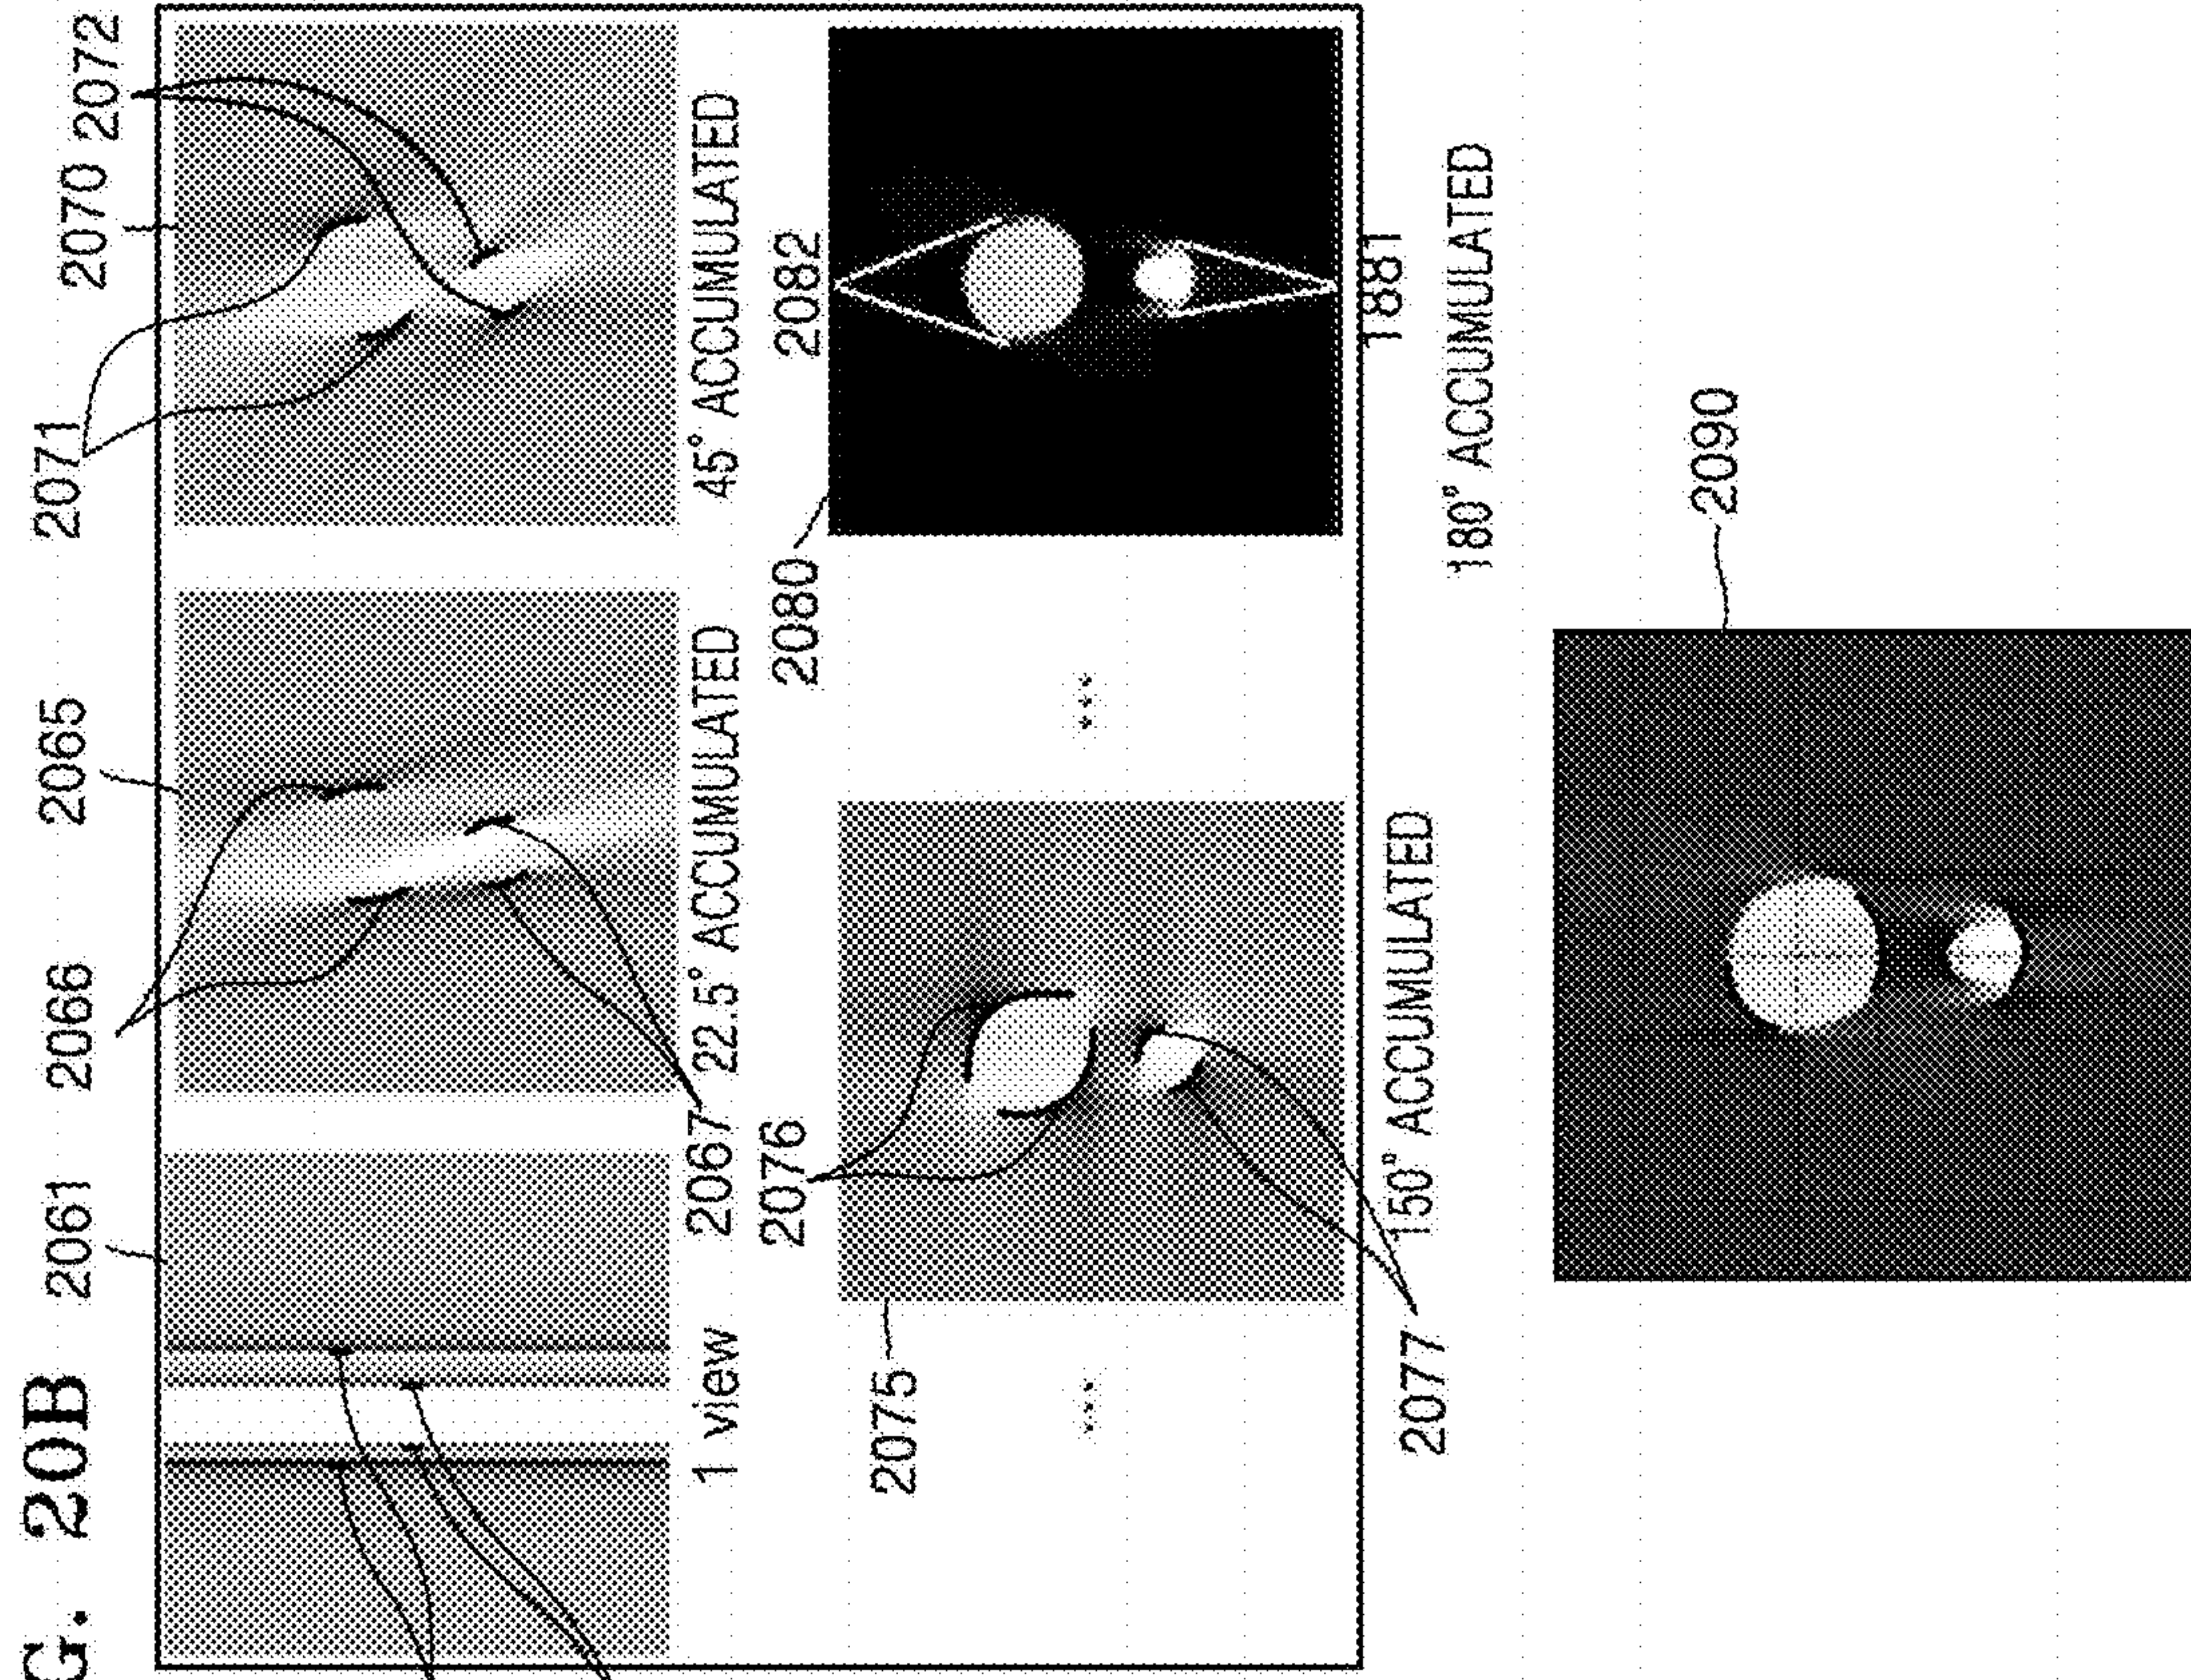 G. 20B
2061
2066
2065
2071
2070
2072
1 view
2067
22.5° ACCUMULATED
45° ACCUMULATED
2076
2080
2082
2075
...
...
2077
150° ACCUMULATED
1881
180° ACCUMULATED
2090